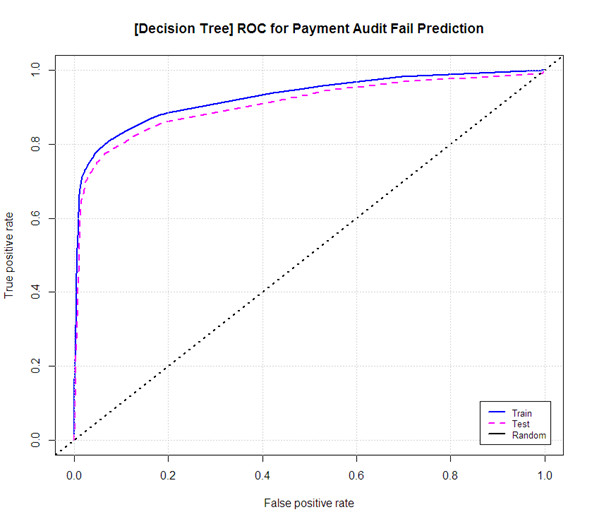 [Decision Tree] ROC for Payment Audit Fail Prediction
True positive rate
1.0
0.8
0.6
0.4
0.2
0.0
Train
Test
Random
0.0 0.2 0.4 0.6 0.8 1.0
False positive rate